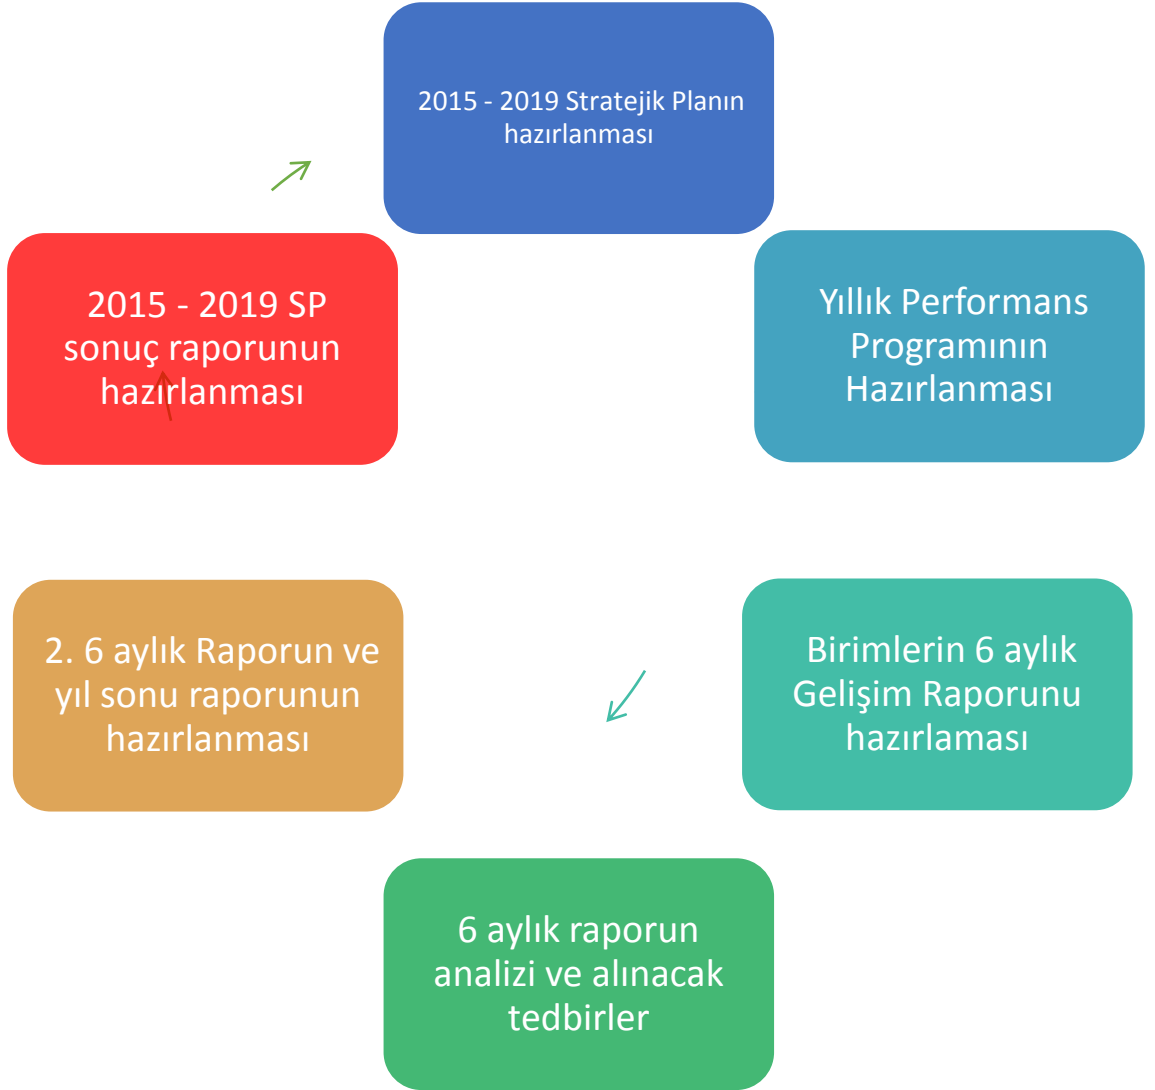 2015 - 2019 Stratejik Planın
hazırlanması
Yıllık Performans
Programının
Hazırlanması
Birimlerin 6 aylık
Gelişim Raporunu
hazırlaması
6 aylık raporun
analizi ve alınacak
tedbirler
2. 6 aylık Raporun ve
yıl sonu raporunun
hazırlanması
2015 - 2019 SP
sonuç raporunun
hazırlanması